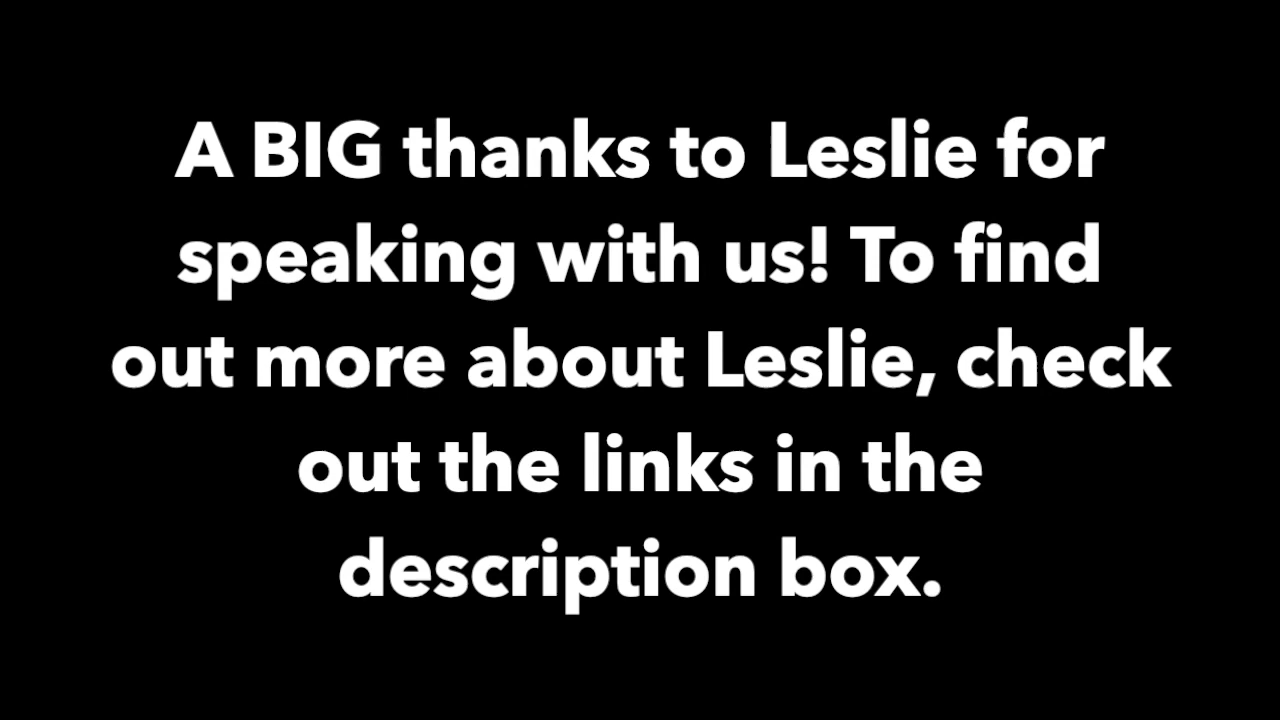 A BIG thanks to Leslie for
speaking with us! To find
out more about Leslie, check
out the links in the
description box.